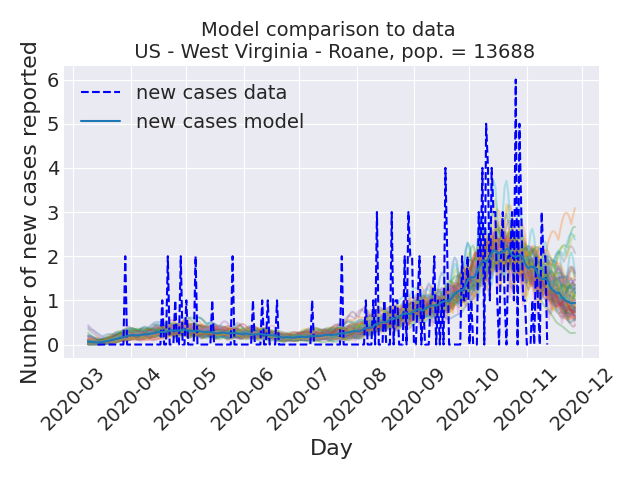 Model comparison to data
US - West Virginia - Roane, pop. = 13688
Number of new cases reported
6
5
4
3
2
1
0
new cases data
new cases model
2020-03
2020-04
2020-05
2020-06
2020-07
2020-08
2020-09
2020-10
2020-11
2020-12
Day